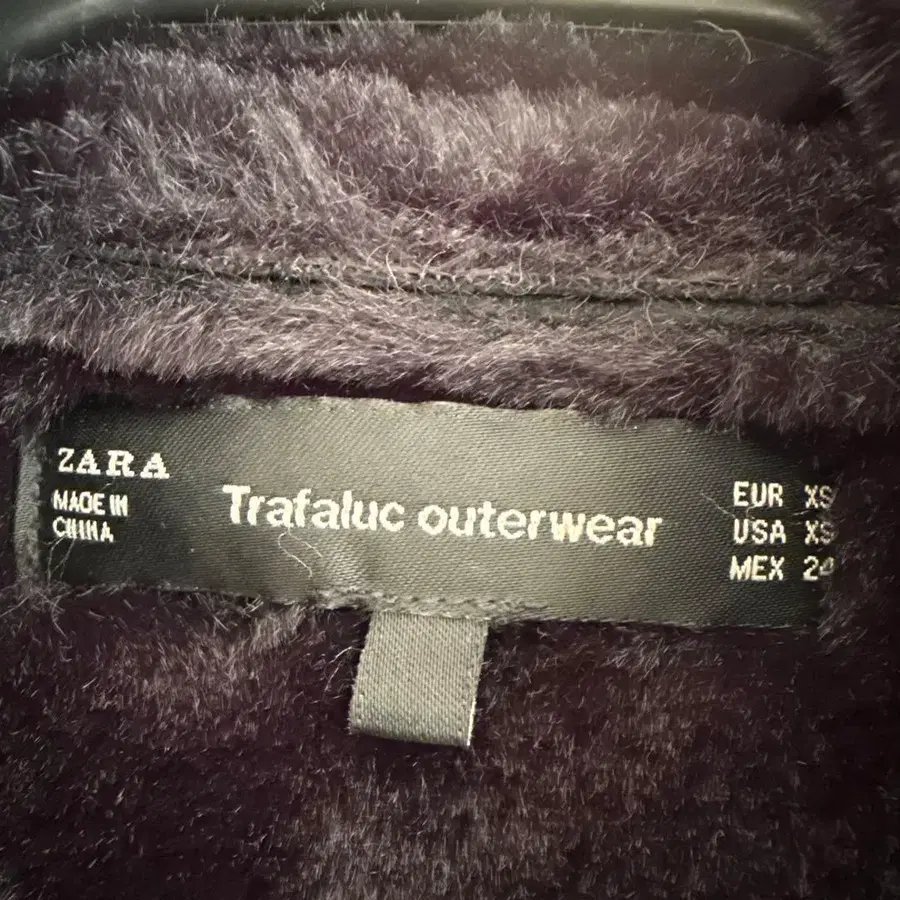 ZARA
MADE IN
CHINA
Trafaluc outerwear
EUR XS
USA XS
MEX 24